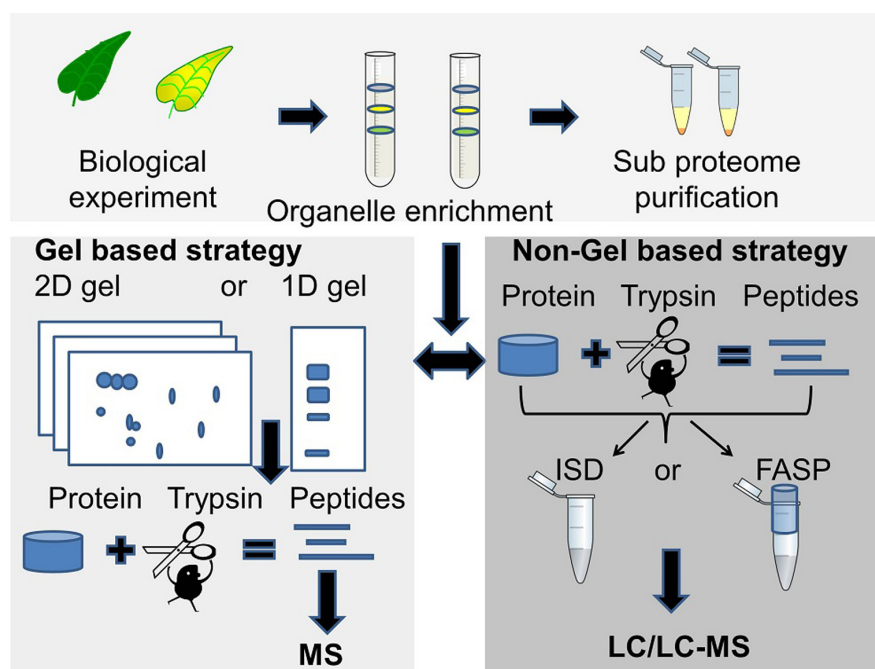 Biological
experiment
Organelle enrichment
Sub proteome
purification
Gel based strategy
2D gel or 1D gel
Protein Trypsin Peptides
MS
Non-Gel based strategy
Protein Trypsin Peptides
ISD or FASP
LC/LC-MS